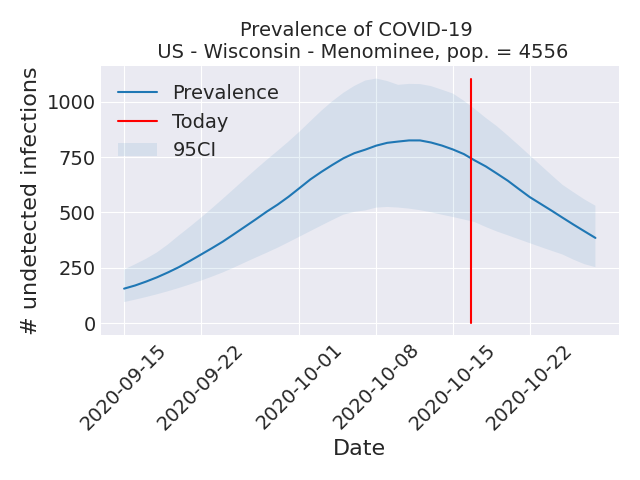 Prevalence of COVID-19
US - Wisconsin - Menominee, pop. = 4556
# undetected infections
1000
750
500
250
0
Prevalence
Today
95CI
2020-09-15
2020-09-22
2020-10-01
2020-10-08
2020-10-15
2020-10-22
Date